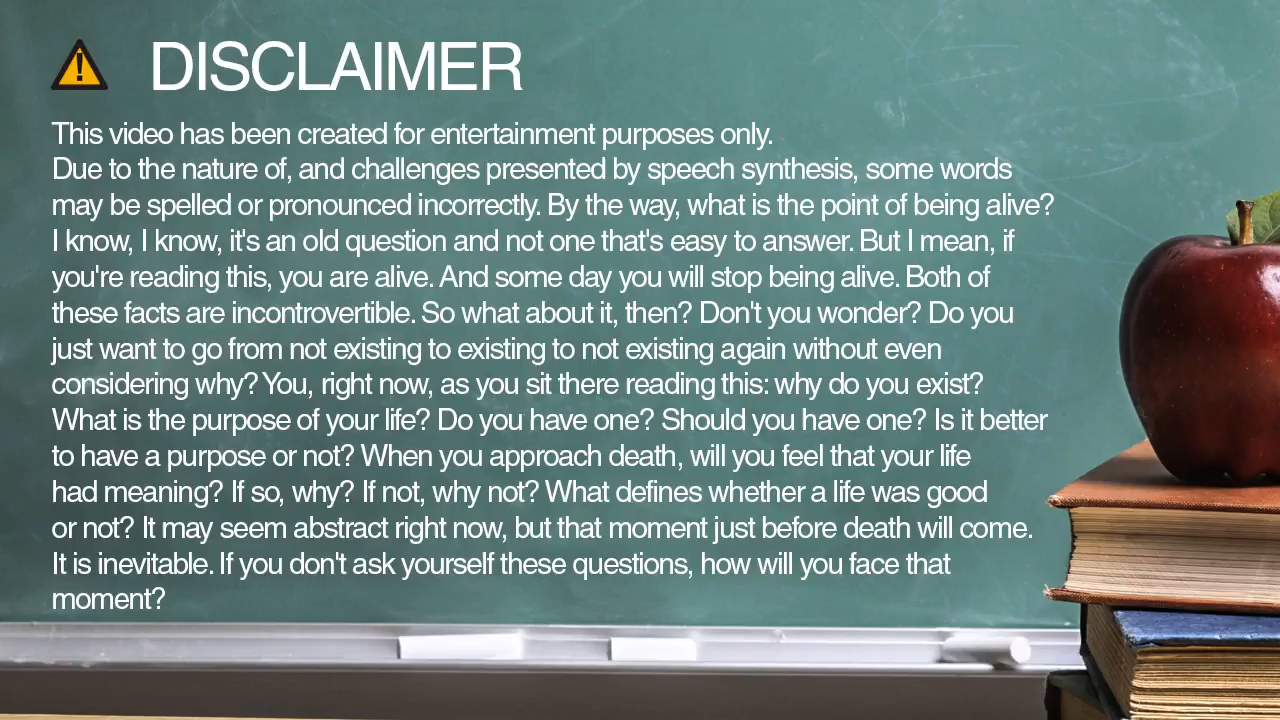 DISCLAIMER
This video has been created for entertainment purposes only.
Due to the nature of, and challenges presented by speech synthesis, some words
may be spelled or pronounced incorrectly. By the way, what is the point of being alive?
I know, I know, it's an old question and not one that's easy to answer. But I mean, if
you're reading this, you are alive. And some day you will stop being alive. Both of
these facts are incontrovertible. So what about it, then? Don't you wonder? Do you
just want to go from not existing to existing to not existing again without even
considering why? You, right now, as you sit there reading this: why do you exist?
What is the purpose of your life? Do you have one? Should you have one? Is it better
to have a purpose or not? When you approach death, will you feel that your life
had meaning? If so, why? If not, why not? What defines whether a life was good
or not? It may seem abstract right now, but that moment just before death will come.
It is inevitable. If you don't ask yourself these questions, how will you face that
moment?